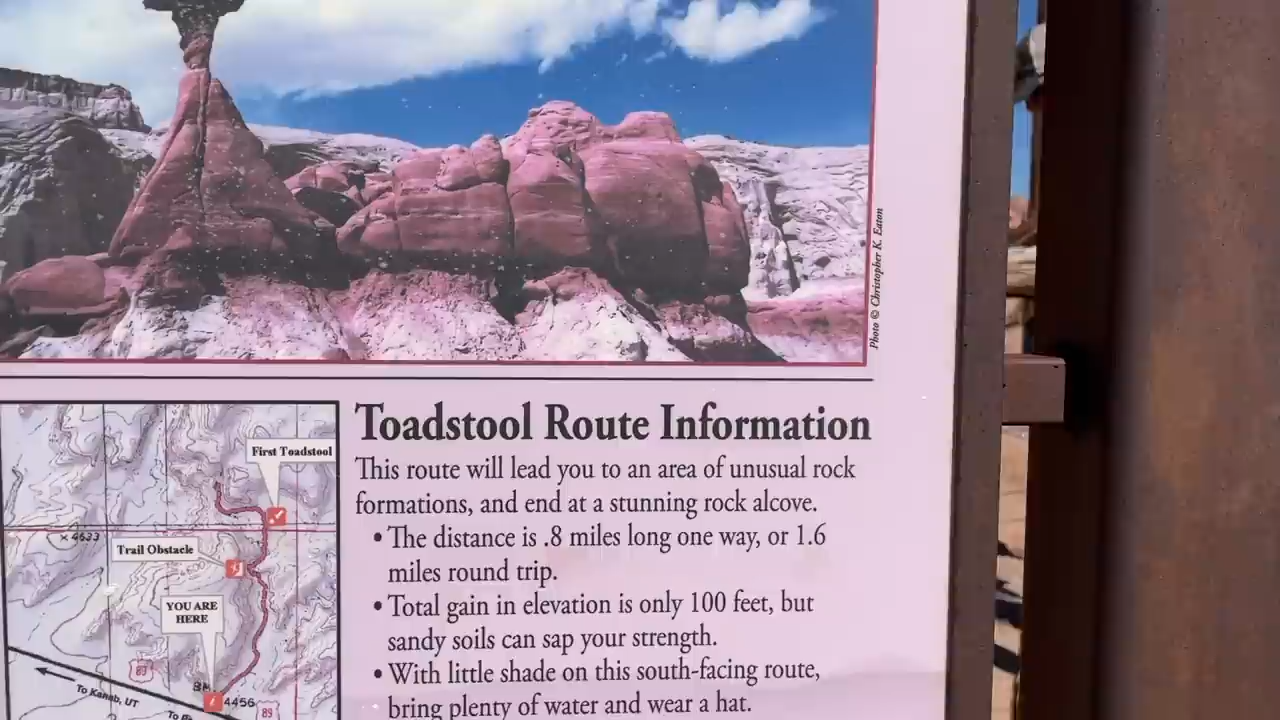 Photo © Christopher K. Eaton
Toadstool Route Information
This route will lead you to an area of unusual rock
formations, and end at a stunning rock alcove.
• The distance is .8 miles long one way, or 1.6
miles round trip.
• Total gain in elevation is only 100 feet, but
sandy soils can sap your strength.
• With little shade on this south-facing route,
bring plenty of water and wear a hat.
First Toadstool
× 4633
Trail Obstacle
YOU ARE
HERE
89
BM
4456
To Kanab, UT
To
89